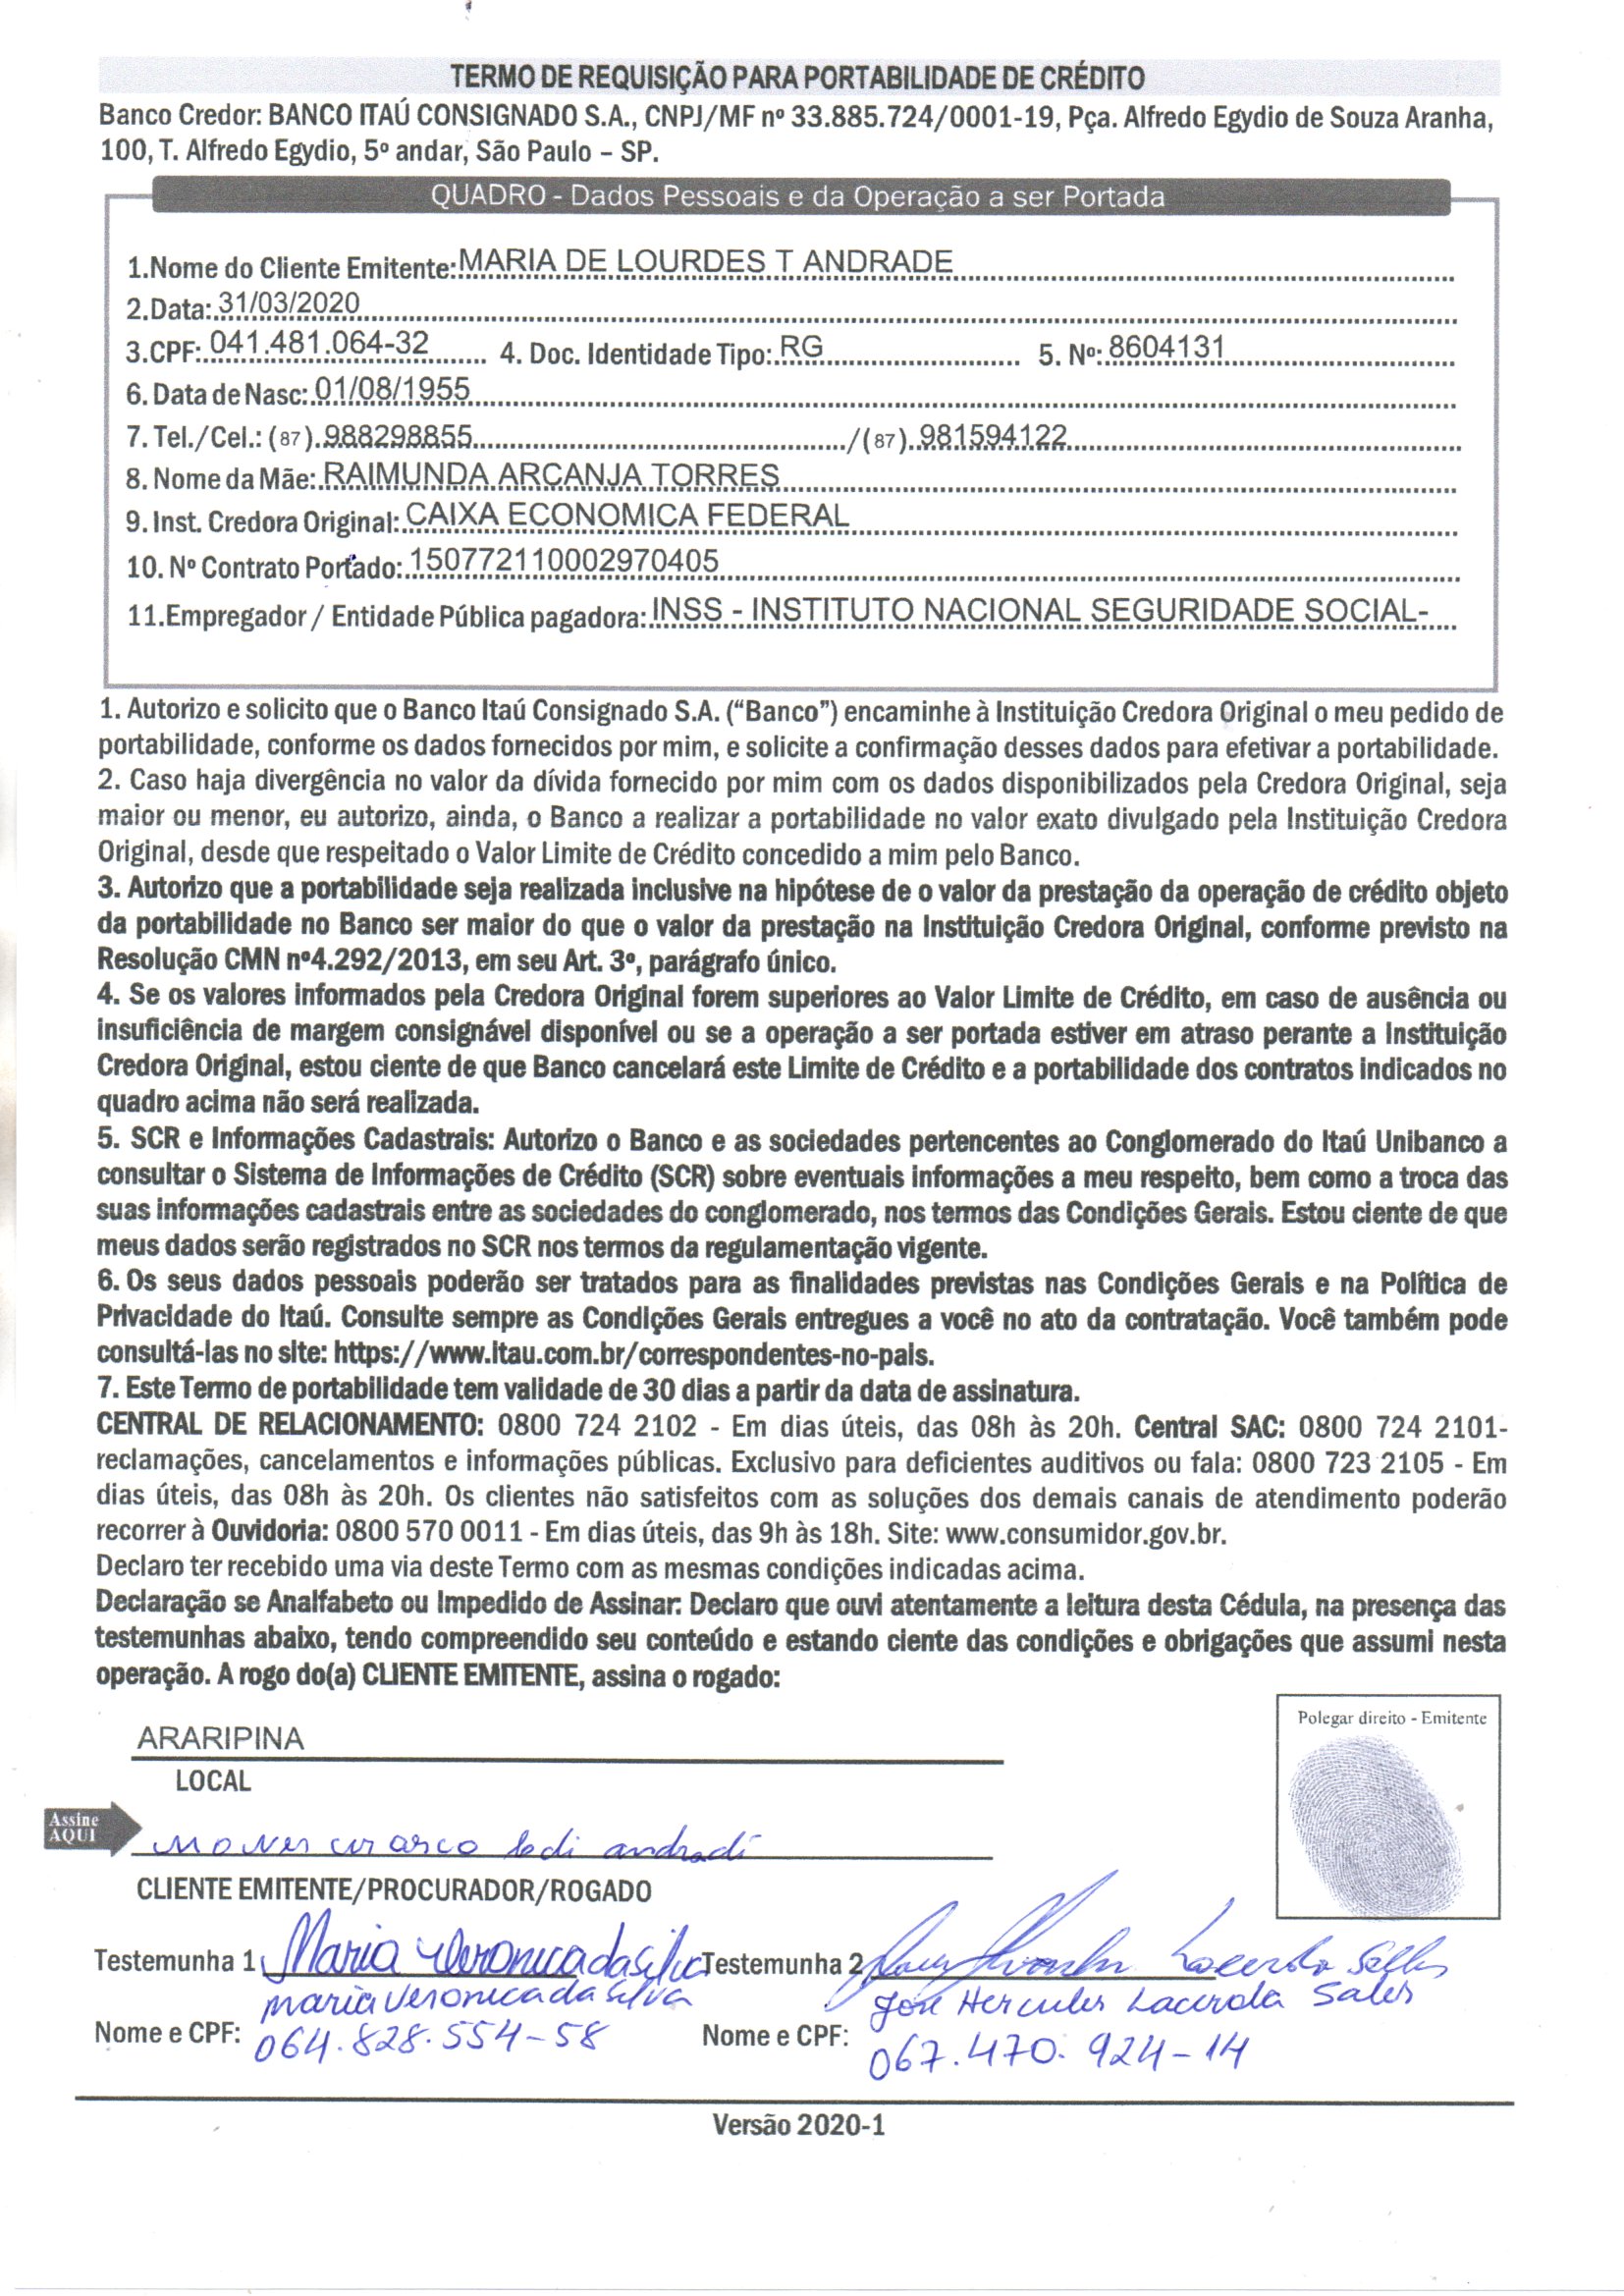 TERMO DE REQUISIÇÃO PARA PORTABILIDADE DE CRÉDITO
Banco Credor: BANCO ITAÚ CONSIGNADO S.A., CNPJ/MF nº 33.885.724/0001-19, Pça. Alfredo Egydio de Souza Aranha,
100, T. Alfredo Egydio, 5º andar, São Paulo – SP.
QUADRO - Dados Pessoais e da Operação a ser Portada
1.Nome do Cliente Emitente: MARIA DE LOURDES T ANDRADE
2.Data: 31/03/2020
3.CPF: 041.481.064-32 4. Doc. Identidade Tipo: RG 5. Nº: 8604131
6. Data de Nasc: 01/08/1955
7. Tel./Cel.: (87) 988298855 /(87) 981594122
8. Nome da Mãe: RAIMUNDA ARCANJA TORRES
9. Inst. Credora Original: CAIXA ECONOMICA FEDERAL
10. Nº Contrato Portado: 150772110002970405
11.Empregador / Entidade Pública pagadora: INSS - INSTITUTO NACIONAL SEGURIDADE SOCIAL-
1. Autorizo e solicito que o Banco Itaú Consignado S.A. (“Banco”) encaminhe à Instituição Credora Original o meu pedido de
portabilidade, conforme os dados fornecidos por mim, e solicite a confirmação desses dados para efetivar a portabilidade.
2. Caso haja divergência no valor da dívida fornecido por mim com os dados disponibilizados pela Credora Original, seja
maior ou menor, eu autorizo, ainda, o Banco a realizar a portabilidade no valor exato divulgado pela Instituição Credora
Original, desde que respeitado o Valor Limite de Crédito concedido a mim pelo Banco.
3. Autorizo que a portabilidade seja realizada inclusive na hipótese de o valor da prestação da operação de crédito objeto
da portabilidade no Banco ser maior do que o valor da prestação na Instituição Credora Original, conforme previsto na
Resolução CMN nº4.292/2013, em seu Art. 3º, parágrafo único.
4. Se os valores informados pela Credora Original forem superiores ao Valor Limite de Crédito, em caso de ausência ou
insuficiência de margem consignável disponível ou se a operação a ser portada estiver em atraso perante a Instituição
Credora Original, estou ciente de que Banco cancelará este Limite de Crédito e a portabilidade dos contratos indicados no
quadro acima não será realizada.
5. SCR e Informações Cadastrais: Autorizo o Banco e as sociedades pertencentes ao Conglomerado do Itaú Unibanco a
consultar o Sistema de Informações de Crédito (SCR) sobre eventuais informações a meu respeito, bem como a troca das
suas informações cadastrais entre as sociedades do conglomerado, nos termos das Condições Gerais. Estou ciente de que
meus dados serão registrados no SCR nos termos da regulamentação vigente.
6. Os seus dados pessoais poderão ser tratados para as finalidades previstas nas Condições Gerais e na Política de
Privacidade do Itaú. Consulte sempre as Condições Gerais entregues a você no ato da contratação. Você também pode
consultá-las no site: https://www.itau.com.br/correspondentes-no-pais.
7. Este Termo de portabilidade tem validade de 30 dias a partir da data de assinatura.
CENTRAL DE RELACIONAMENTO: 0800 724 2102 - Em dias úteis, das 08h às 20h. Central SAC: 0800 724 2101-
reclamações, cancelamentos e informações públicas. Exclusivo para deficientes auditivos ou fala: 0800 723 2105 - Em
dias úteis, das 08h às 20h. Os clientes não satisfeitos com as soluções dos demais canais de atendimento poderão
recorrer à Ouvidoria: 0800 570 0011 - Em dias úteis, das 9h às 18h. Site: www.consumidor.gov.br.
Declaro ter recebido uma via deste Termo com as mesmas condições indicadas acima.
Declaração se Analfabeto ou Impedido de Assinar: Declaro que ouvi atentamente a leitura desta Cédula, na presença das
testemunhas abaixo, tendo compreendido seu conteúdo e estando ciente das condições e obrigações que assumi nesta
operação. A rogo do(a) CLIENTE EMITENTE, assina o rogado:
Polegar direito - Emitente
ARARIPINA
LOCAL
Assine
AQUI
andradi
CLIENTE EMITENTE/PROCURADOR/ROGADO
Testemunha 1 Maria Veronica da silva Testemunha 2 Lacerda Salles
maria Veronica da silva José Hercules Lacerda Sales
Nome e CPF: 064.828.554-58 Nome e CPF: 067.470.924-14
Versão 2020-1